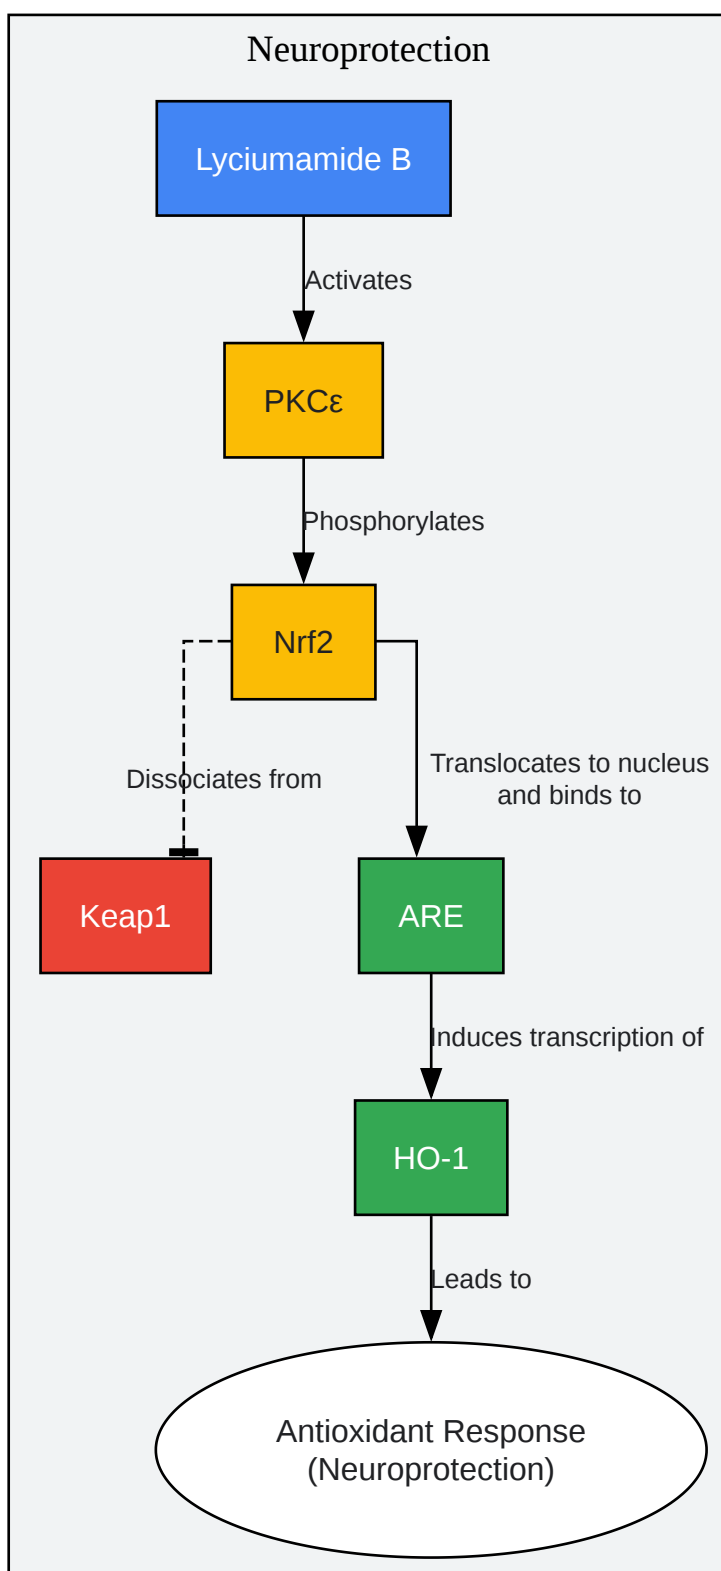 Neuroprotection
Lyciumamide B
Activates
PKCε
Phosphorylates
Nrf2
Dissociates from
Translocates to nucleus
and binds to
Keap1
ARE
Induces transcription of
HO-1
Leads to
Antioxidant Response
(Neuroprotection)